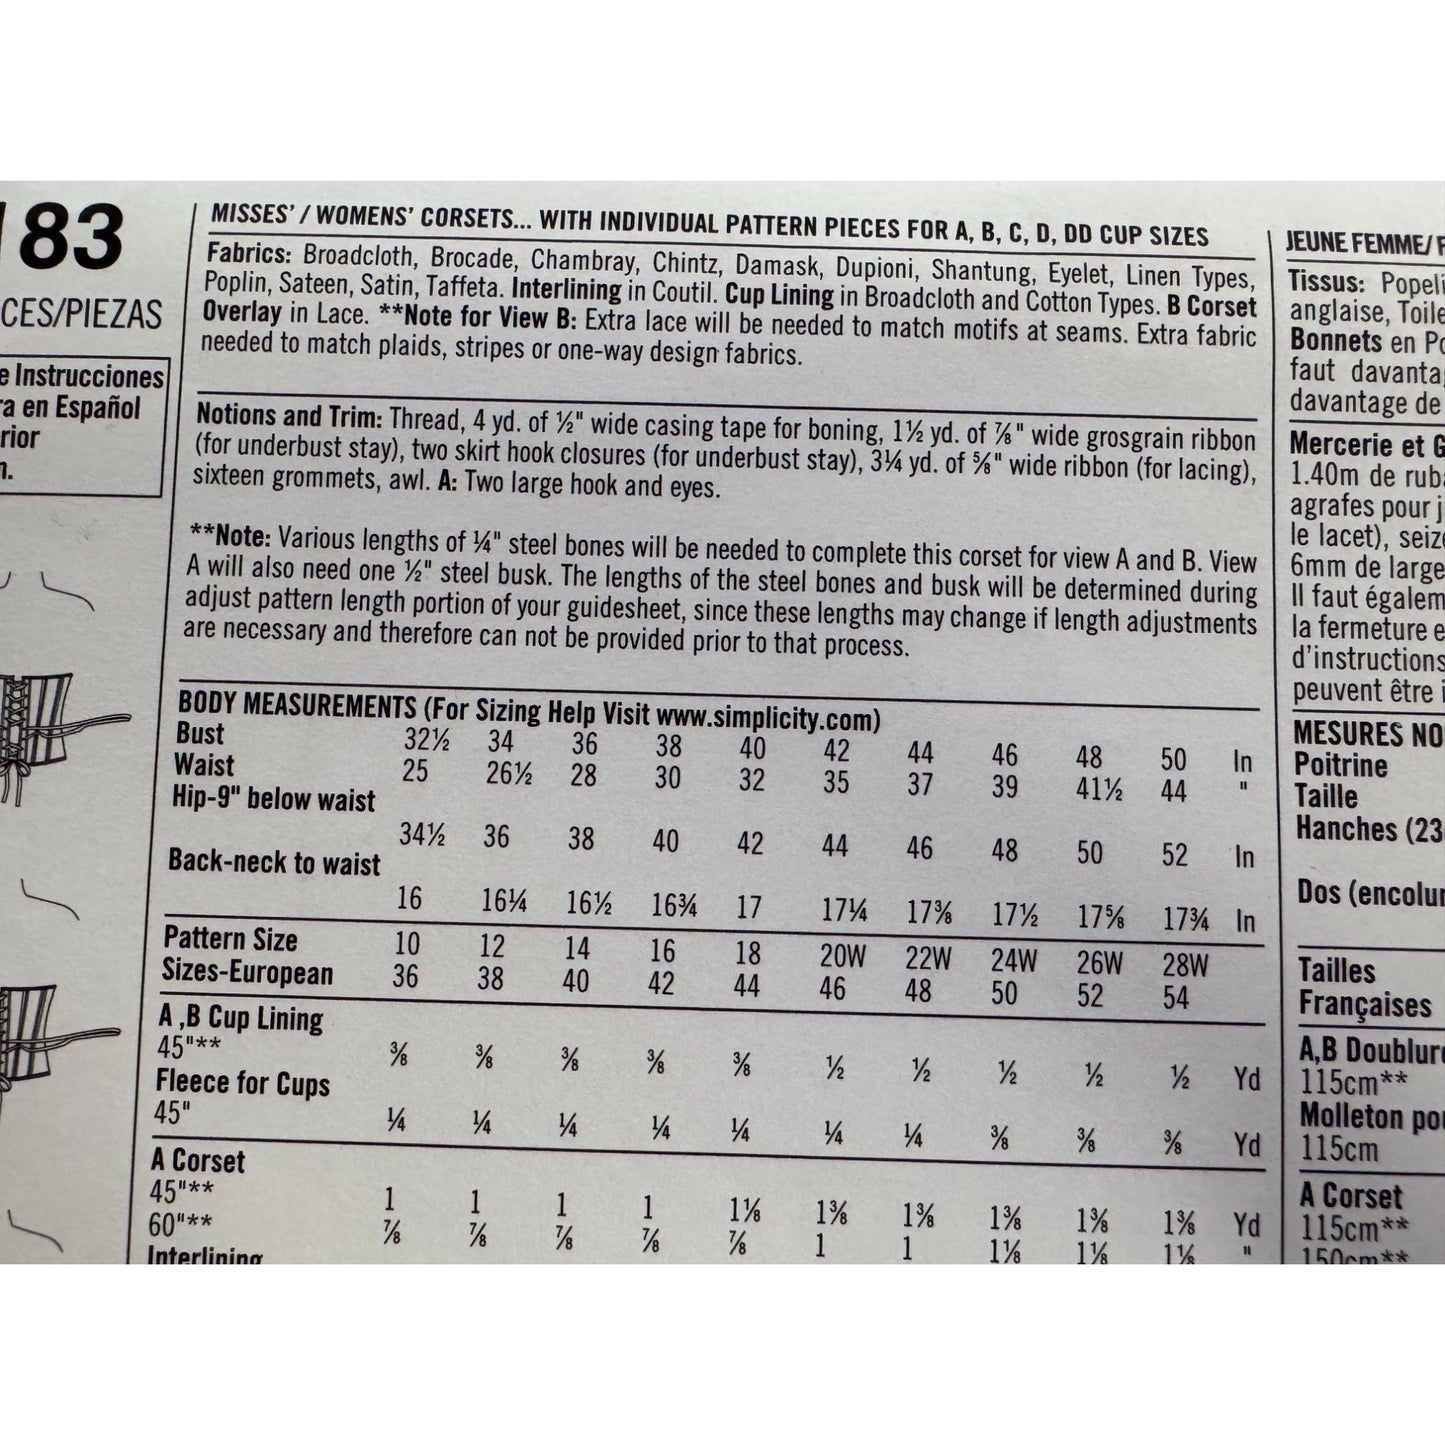 183
CES/PIEZAS
e Instrucciones
ra en Español
rior
n.
MISSES' / WOMENS' CORSETS... WITH INDIVIDUAL PATTERN PIECES FOR A, B, C, D, DD CUP SIZES
Fabrics: Broadcloth, Brocade, Chambray, Chintz, Damask, Dupioni, Shantung, Eyelet, Linen Types,
Poplin, Sateen, Satin, Taffeta. Interlining in Coutil. Cup Lining in Broadcloth and Cotton Types. B Corset
Overlay in Lace. **Note for View B: Extra lace will be needed to match motifs at seams. Extra fabric
needed to match plaids, stripes or one-way design fabrics.
Notions and Trim: Thread, 4 yd. of ½" wide casing tape for boning, 1½ yd. of ⅞" wide grosgrain ribbon
(for underbust stay), two skirt hook closures (for underbust stay), 3¼ yd. of ⅝" wide ribbon (for lacing),
sixteen grommets, awl. A: Two large hook and eyes.
**Note: Various lengths of ¼" steel bones will be needed to complete this corset for view A and B. View
A will also need one ½" steel busk. The lengths of the steel bones and busk will be determined during
adjust pattern length portion of your guidesheet, since these lengths may change if length adjustments
are necessary and therefore can not be provided prior to that process.
BODY MEASUREMENTS (For Sizing Help Visit www.simplicity.com)
Bust 32½ 34 36 38 40 42 44 46 48 50 In
Waist 25 26½ 28 30 32 35 37 39 41½ 44 "
Hip-9" below waist
34½ 36 38 40 42 44 46 48 50 52 In
Back-neck to waist
16 16¼ 16½ 16¾ 17 17¼ 17⅜ 17½ 17⅝ 17¾ In
Pattern Size 10 12 14 16 18 20W 22W 24W 26W 28W
Sizes-European 36 38 40 42 44 46 48 50 52 54
A ,B Cup Lining
45"** ⅜ ⅜ ⅜ ⅜ ⅜ ½ ½ ½ ½ ½ Yd
Fleece for Cups
45" ¼ ¼ ¼ ¼ ¼ ¼ ¼ ⅜ ⅜ ⅜ Yd
A Corset
45"** 1 1 1 1 1⅛ 1⅜ 1⅜ 1⅜ 1⅜ 1⅜ Yd
60"** ⅞ ⅞ ⅞ ⅞ ⅞ 1 1 1⅛ 1⅛ 1⅛ "
Interlining
JEUNE FEMME/ F
Tissus: Popeli
anglaise, Toile
Bonnets en Po
faut davanta
davantage de
Mercerie et G
1.40m de rub
agrafes pour j
le lacet), seize
6mm de large
Il faut égalem
la fermeture e
d'instructions
peuvent être i
MESURES NO
Poitrine
Taille
Hanches (23
Dos (encolur
Tailles
Françaises
A,B Doublure
115cm**
Molleton pou
115cm
A Corset
115cm**
150cm**